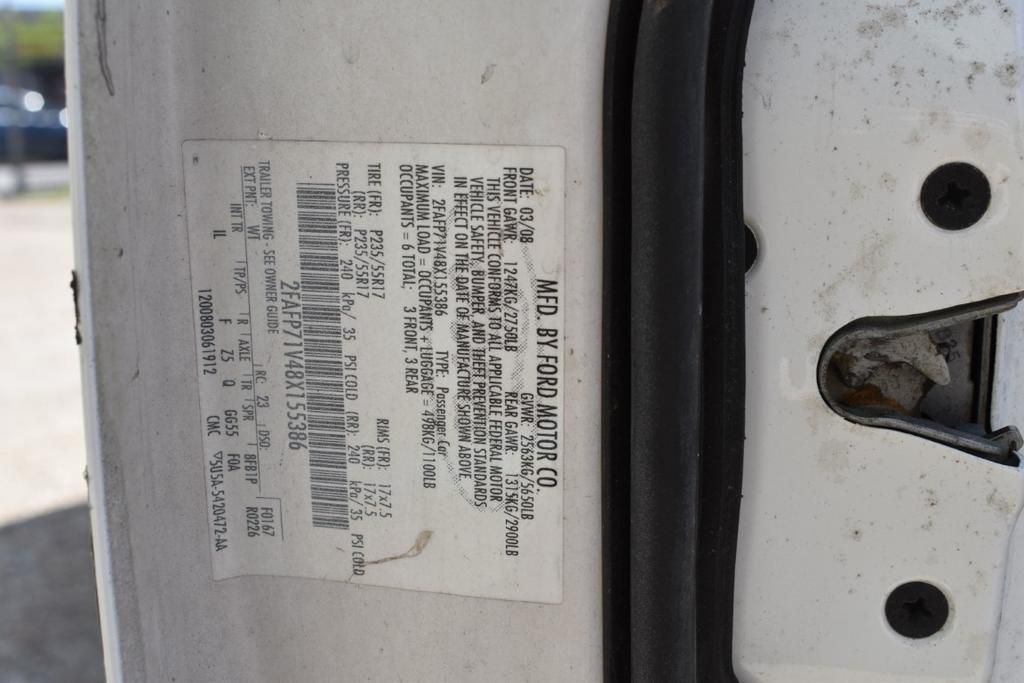 MFD. BY FORD MOTOR CO.
DATE: 03/08 GVWR: 2563KG/5650LB
FRONT GAWR: 1247KG/2750LB REAR GAWR: 1315KG/2900LB
THIS VEHICLE CONFORMS TO ALL APPLICABLE FEDERAL MOTOR
VEHICLE SAFETY, BUMPER, AND THEFT PREVENTION STANDARDS
IN EFFECT ON THE DATE OF MANUFACTURE SHOWN ABOVE.
VIN: 2FAFP71V48X155386 TYPE: Passenger Car
MAXIMUM LOAD = OCCUPANTS + LUGGAGE = 498KG/1100LB
OCCUPANTS = 6 TOTAL; 3 FRONT, 3 REAR
TIRE (FR): P235/55R17 RIMS (FR): 17x7.5
(RR): P235/55R17 (RR): 17x7.5
PRESSURE (FR): 240 kPa/ 35 PSI COLD (RR): 240 kPa/35 PSI COLD
2FAFP71V48X155386
TRAILER TOWING - SEE OWNER GUIDE
EXT PNT: WT RC: 23 DSO: F0167
INT TR TP/PS R AXLE TR SPR 8FB1P R0226
IL F Z5 Q GG55 FOA
1200803061912 CMC ▽5U5A-5420472-AA